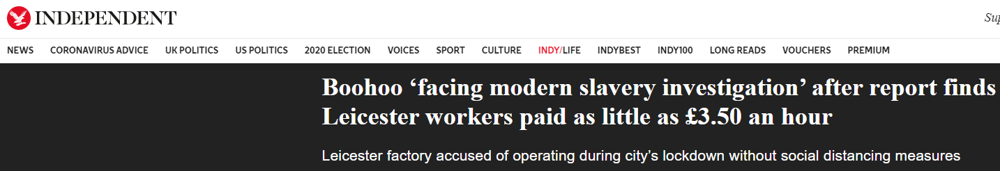 INDEPENDENT
NEWS CORONAVIRUS ADVICE UK POLITICS US POLITICS 2020 ELECTION VOICES SPORT CULTURE INDY/LIFE INDYBEST INDY100 LONG READS VOUCHERS PREMIUM
Boohoo ‘facing modern slavery investigation’ after report finds
Leicester workers paid as little as £3.50 an hour
Leicester factory accused of operating during city’s lockdown without social distancing measures